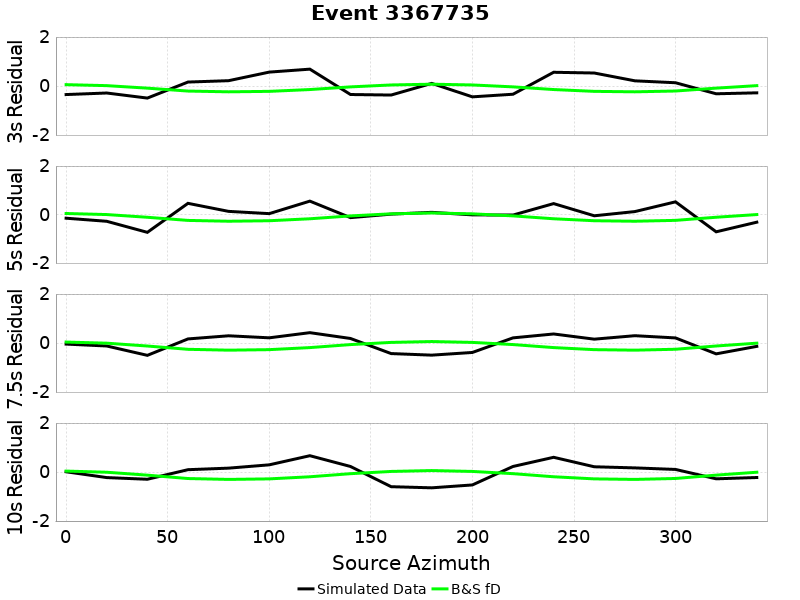 Event 3367735
3s Residual
2
0
-2
5s Residual
2
0
-2
7.5s Residual
2
0
-2
10s Residual
2
0
-2
0 50 100 150 200 250 300
Source Azimuth
Simulated Data B&S fD